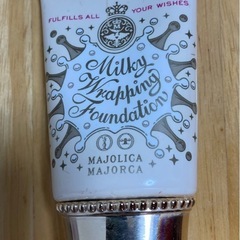 FULFILLS ALL YOUR WISHES
Milky
Wrapping
Foundation
MAJOLICA
MAJORCA